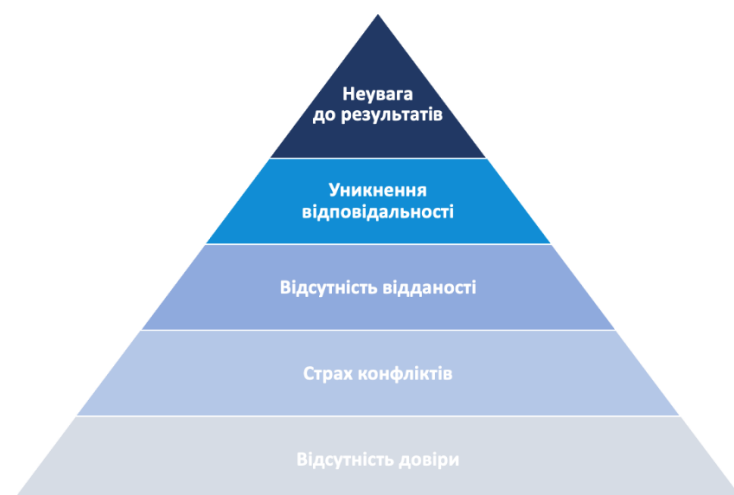 Неувага
до результатів
Уникнення
відповідальності
Відсутність відданості
Страх конфліктів
Відсутність довіри